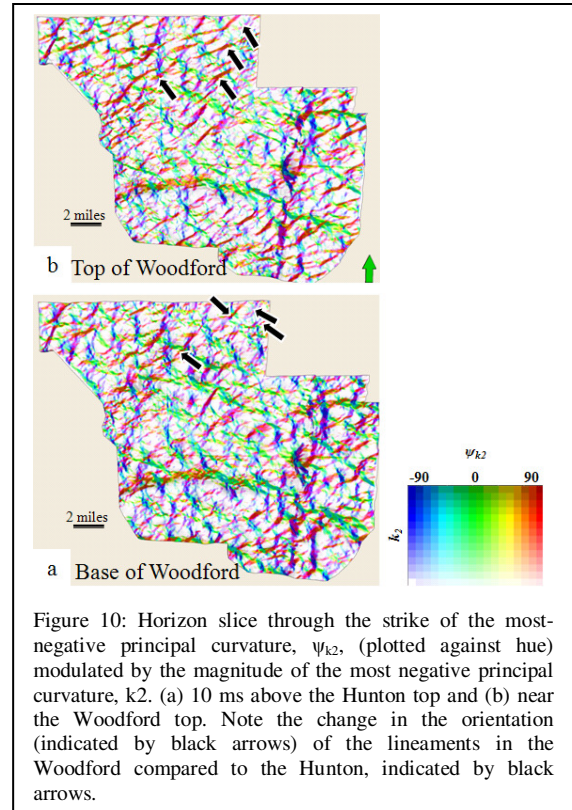 2 miles
b Top of Woodford
2 miles
a Base of Woodford
ψk2
-90 0 90
k2
Figure 10: Horizon slice through the strike of the most-
negative principal curvature, ψk2, (plotted against hue)
modulated by the magnitude of the most negative principal
curvature, k2. (a) 10 ms above the Hunton top and (b) near
the Woodford top. Note the change in the orientation
(indicated by black arrows) of the lineaments in the
Woodford compared to the Hunton, indicated by black
arrows.